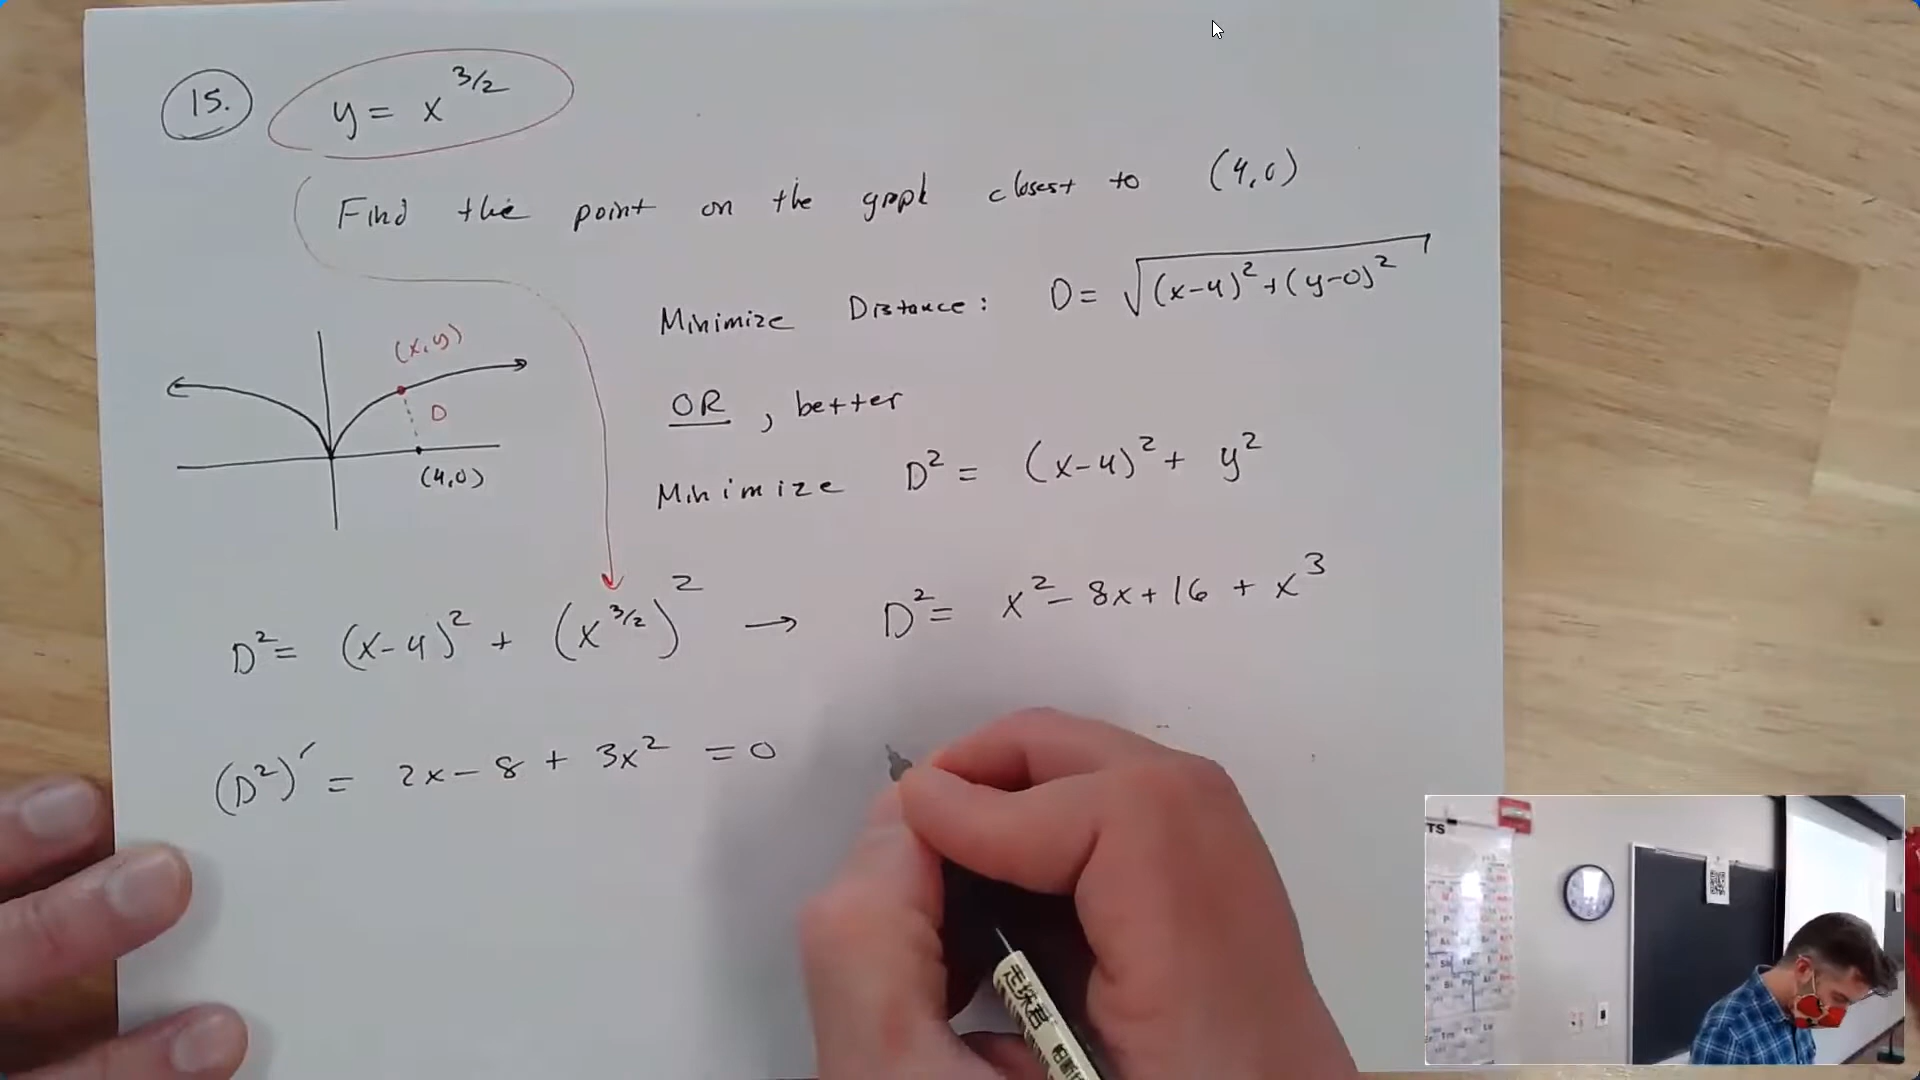 15. y = x^{3/2}
Find the point on the graph closest to (4,0)
Minimize Distance: D = √((x-4)² + (y-0)²)
(x,y)
D
(4,0)
OR, better
Minimize D² = (x-4)² + y²
D² = (x-4)² + (x^{3/2})² → D² = x² - 8x + 16 + x³
(D²)′ = 2x - 8 + 3x² = 0
TS